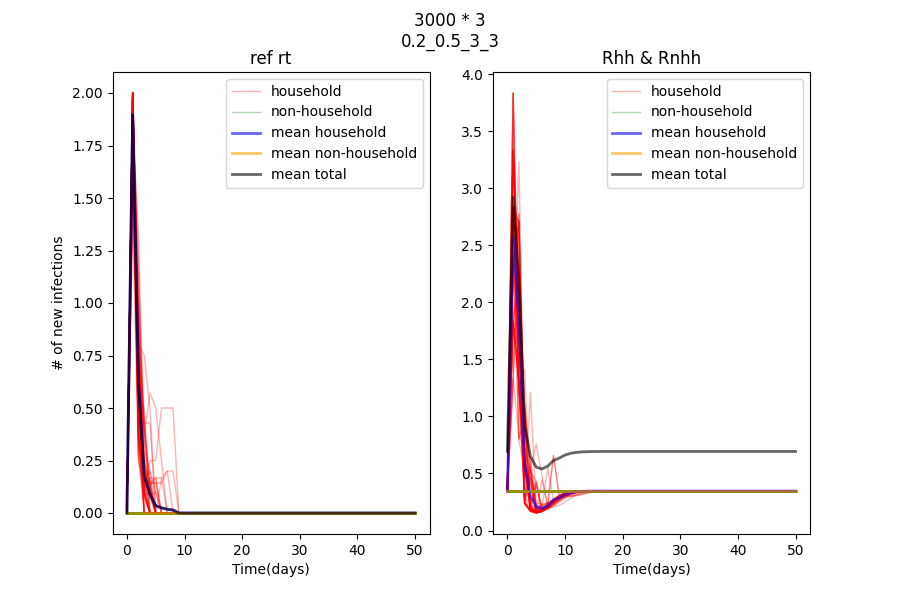 3000 * 3
0.2_0.5_3_3
ref rt
Rhh & Rnhh
household
non-household
mean household
mean non-household
mean total
household
non-household
mean household
mean non-household
mean total
# of new infections
2.00
1.75
1.50
1.25
1.00
0.75
0.50
0.25
0.00
4.0
3.5
3.0
2.5
2.0
1.5
1.0
0.5
0.0
0 10 20 30 40 50
0 10 20 30 40 50
Time(days)
Time(days)